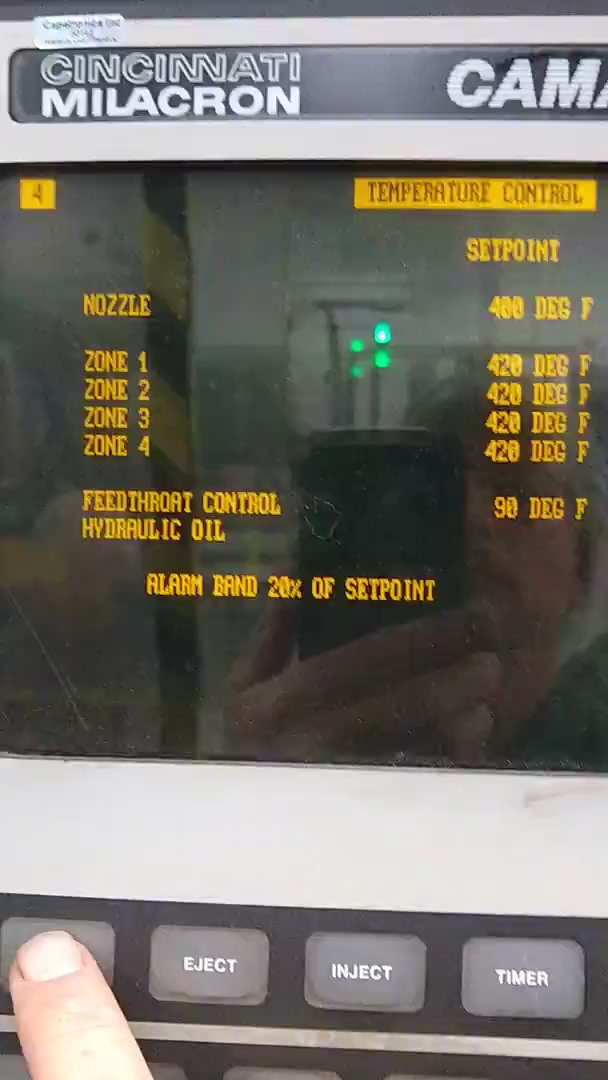 CINCINNATI
MILACRON
CAMA
4
TEMPERATURE CONTROL
SETPOINT
NOZZLE 400 DEG F
ZONE 1 420 DEG F
ZONE 2 420 DEG F
ZONE 3 420 DEG F
ZONE 4 420 DEG F
FEEDTHROAT CONTROL 90 DEG F
HYDRAULIC OIL
ALARM BAND 20% OF SETPOINT
EJECT
INJECT
TIMER